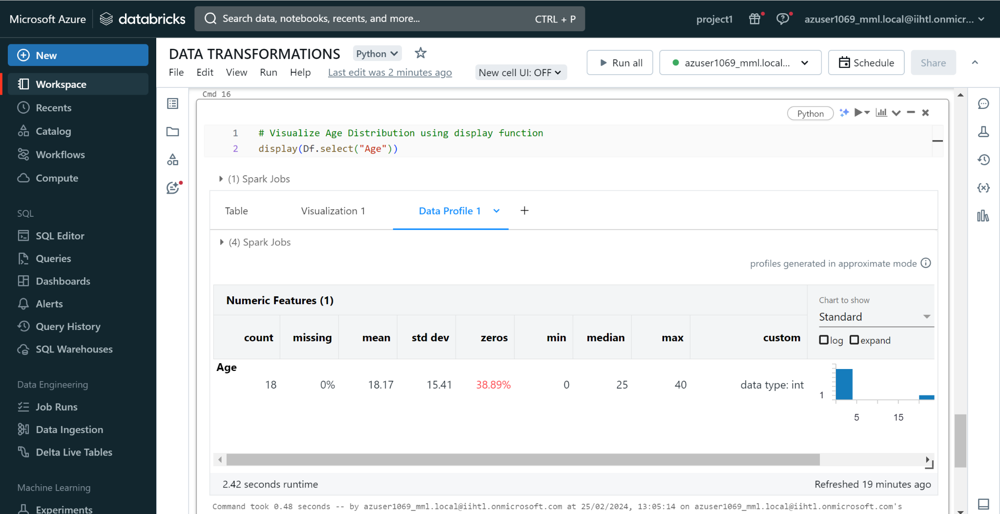 Microsoft Azure databricks Search data, notebooks, recents, and more... CTRL + P project1 azuser1069_mml.local@iihtl.onmicr...
New
Workspace
Recents
Catalog
Workflows
Compute
SQL
SQL Editor
Queries
Dashboards
Alerts
Query History
SQL Warehouses
Data Engineering
Job Runs
Data Ingestion
Delta Live Tables
Machine Learning
Experiments
DATA TRANSFORMATIONS Python
File Edit View Run Help Last edit was 2 minutes ago New cell UI: OFF
Run all azuser1069_mml.local... Schedule Share
Cmd 16
Python
1 # Visualize Age Distribution using display function
2 display(Df.select("Age"))
(1) Spark Jobs
Table Visualization 1 Data Profile 1 +
(4) Spark Jobs
profiles generated in approximate mode
Numeric Features (1)
Chart to show
Standard
log expand
count missing mean std dev zeros min median max custom
Age
18 0% 18.17 15.41 38.89% 0 25 40 data type: int
1
5 15
2.42 seconds runtime Refreshed 19 minutes ago
Command took 0.48 seconds -- by azuser1069_mml.local@iihtl.onmicrosoft.com at 25/02/2024, 13:05:14 on azuser1069_mml.local@iihtl.onmicrosoft.com's